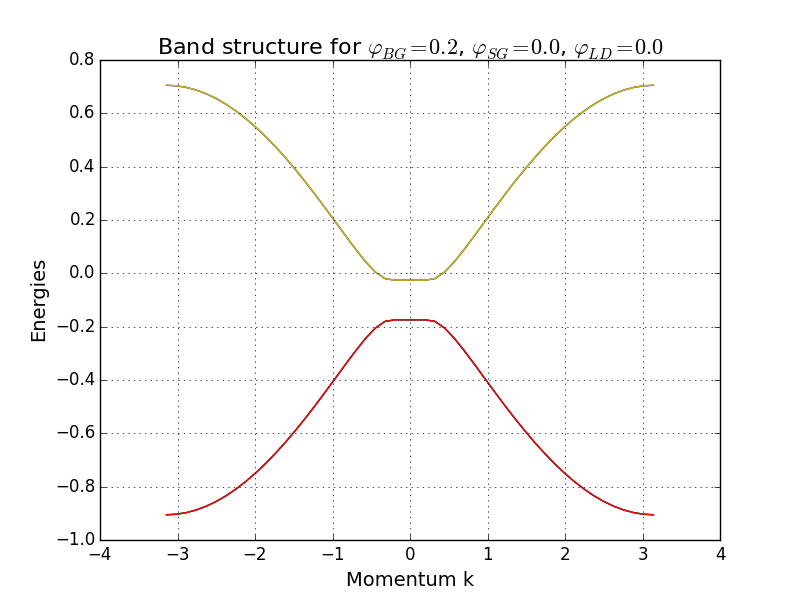 Band structure for φ_BG=0.2, φ_SG=0.0, φ_LD=0.0
0.8
0.6
0.4
0.2
0.0
−0.2
−0.4
−0.6
−0.8
−1.0
Energies
−4 −3 −2 −1 0 1 2 3 4
Momentum k